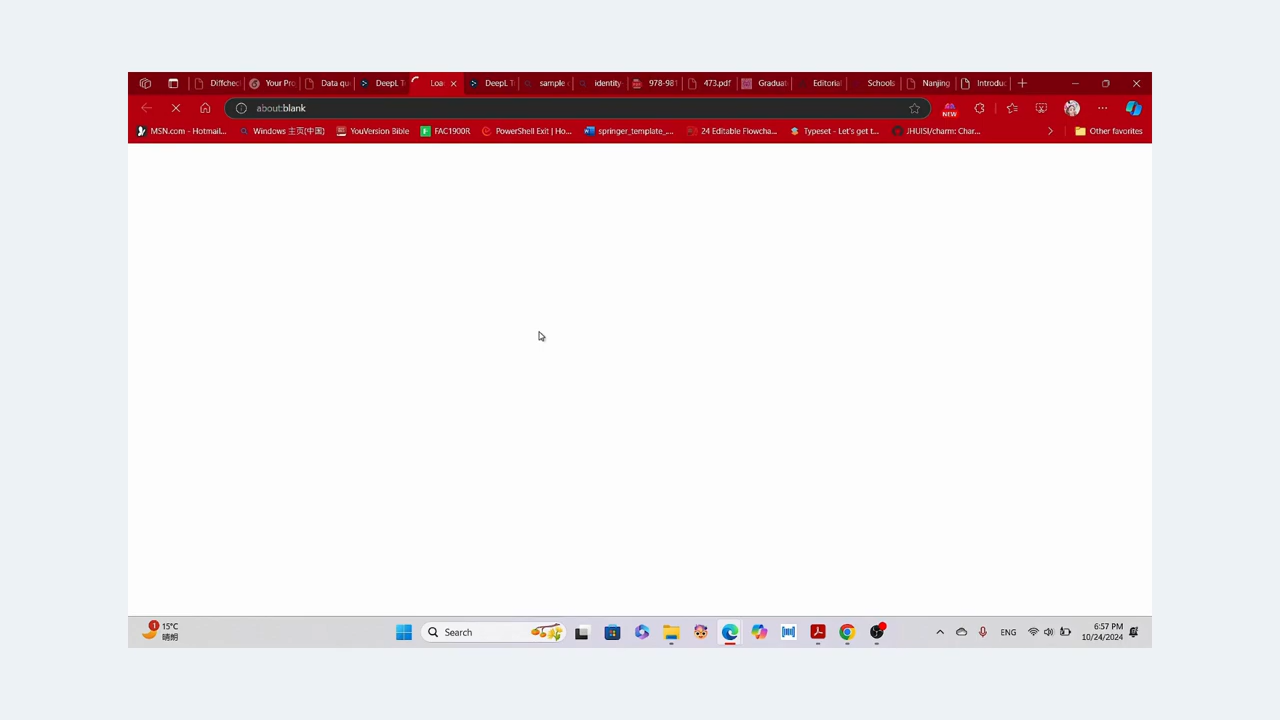 Diffchec Your Pro Data qu DeepL T Loa DeepL T sample identity- 978-981 473.pdf Graduat Editorial Schools Nanjing Introduc
about:blank
NEW
MSN.com - Hotmail... Windows 主页(中国) YouVersion Bible FAC1900R PowerShell Exit | Ho... springer_template_... 24 Editable Flowcha... Typeset - Let's get t... JHUISI/charm: Char... Other favorites
1 15°C
晴朗
Search
ENG
6:57 PM
10/24/2024